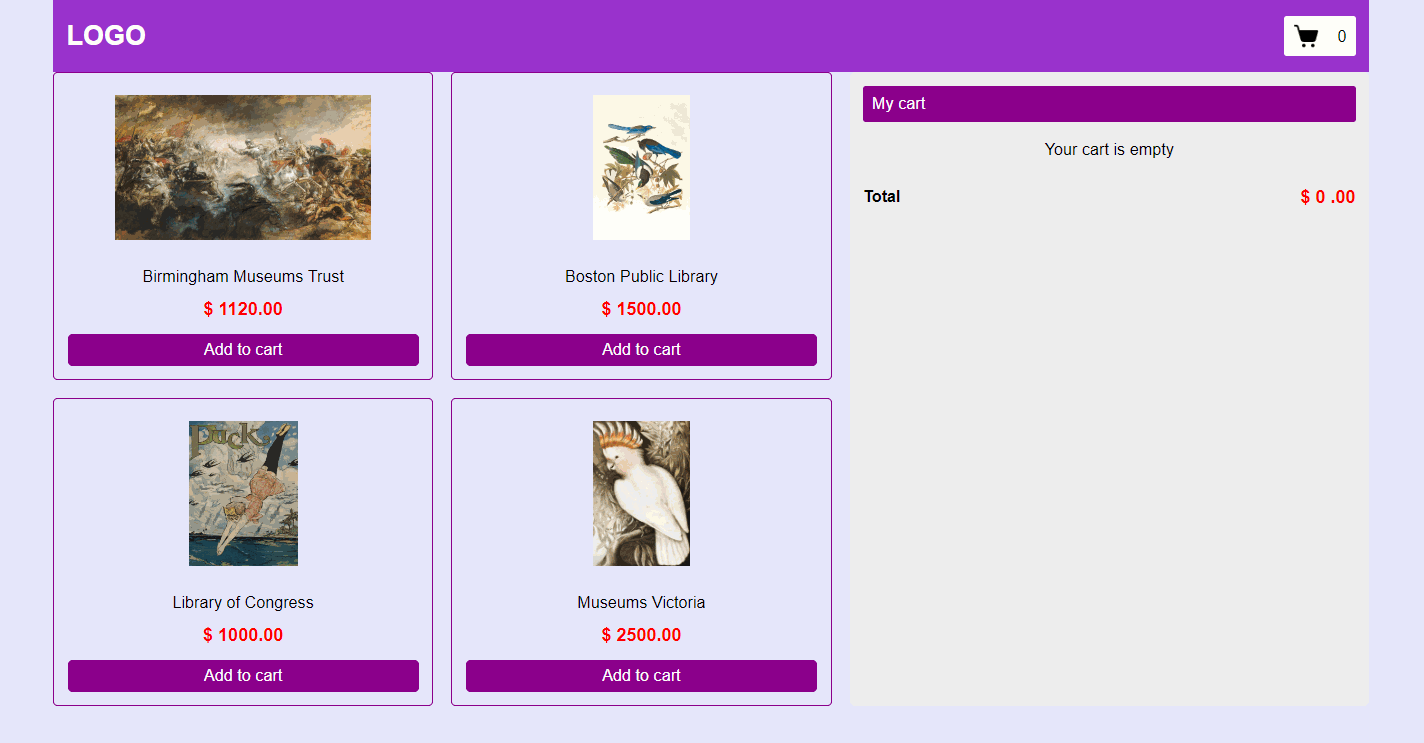 LOGO
0
Birmingham Museums Trust
$ 1120.00
Add to cart
Boston Public Library
$ 1500.00
Add to cart
Puck
Library of Congress
$ 1000.00
Add to cart
Museums Victoria
$ 2500.00
Add to cart
My cart
Your cart is empty
Total
$ 0 .00